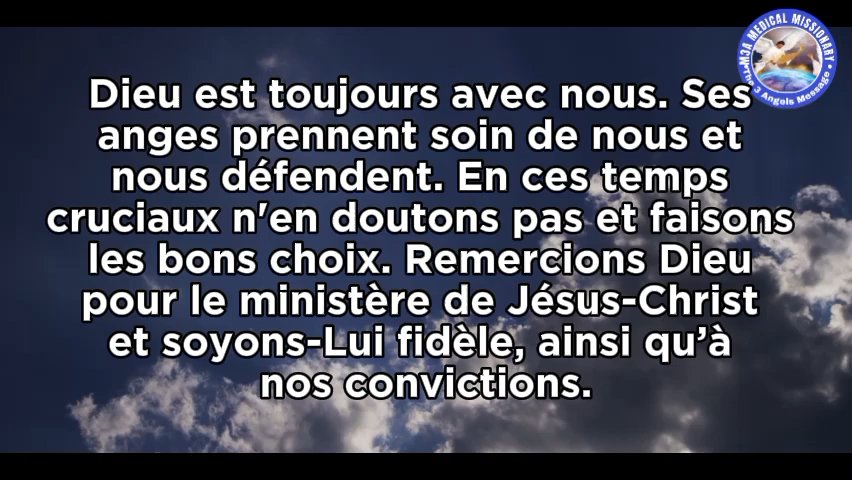 M3A MEDICAL MISSIONARY
The 3 Angels Message
Dieu est toujours avec nous. Ses
anges prennent soin de nous et
nous défendent. En ces temps
cruciaux n'en doutons pas et faisons
les bons choix. Remercions Dieu
pour le ministère de Jésus-Christ
et soyons-Lui fidèle, ainsi qu’à
nos convictions.